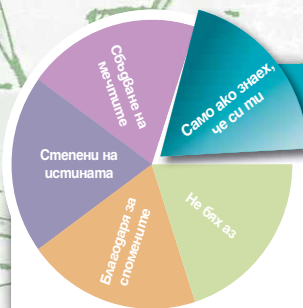 Сбъдване на
мечтите
Само ако знаех,
че си ти
Степени на
истината
Не бях аз
Благодаря за
спомените